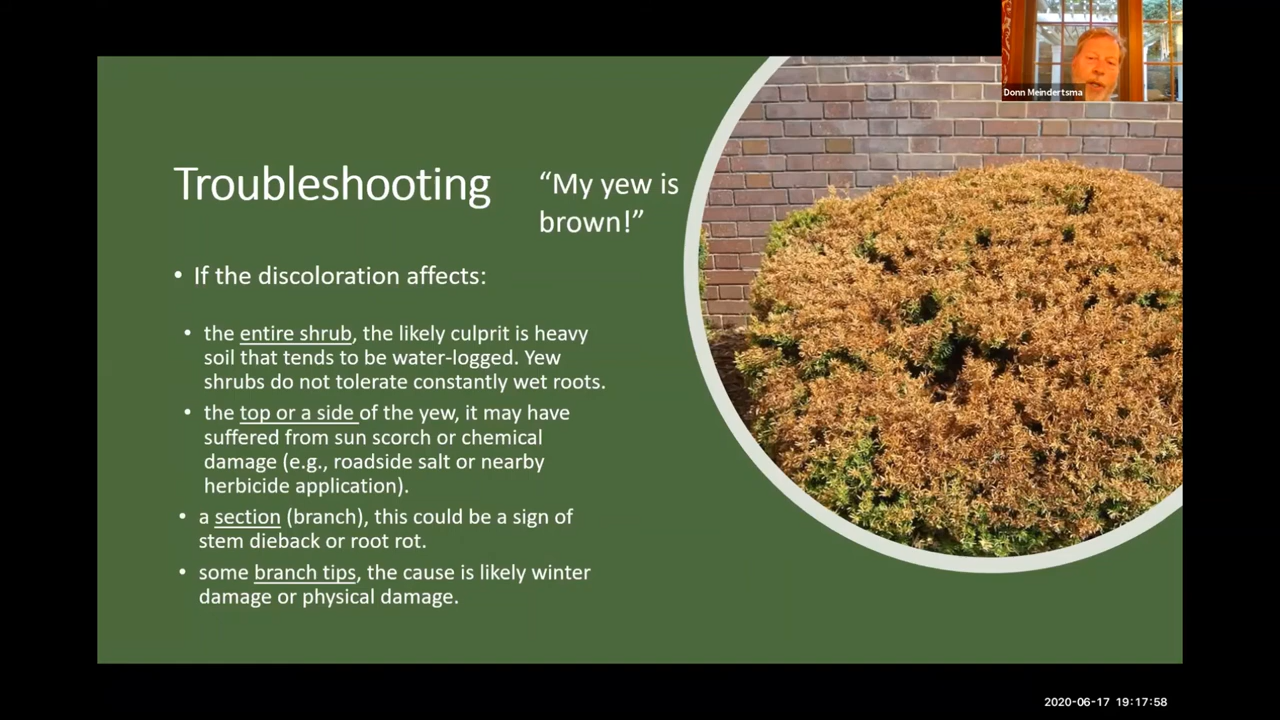 Donn Meindertsma
Troubleshooting
“My yew is
brown!”
• If the discoloration affects:
• the entire shrub, the likely culprit is heavy
soil that tends to be water-logged. Yew
shrubs do not tolerate constantly wet roots.
• the top or a side of the yew, it may have
suffered from sun scorch or chemical
damage (e.g., roadside salt or nearby
herbicide application).
• a section (branch), this could be a sign of
stem dieback or root rot.
• some branch tips, the cause is likely winter
damage or physical damage.
2020-06-17 19:17:58